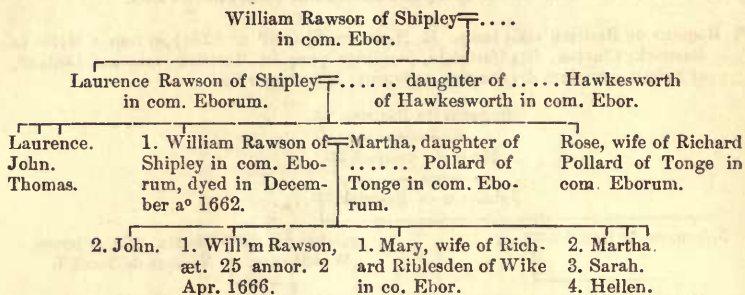 William Rawson of Shipley ....
in com. Ebor.
Laurence Rawson of Shipley ...... daughter of ..... Hawkesworth
in com. Eborum. of Hawkesworth in com. Ebor.
Laurence. 1. William Rawson of Martha, daughter of Rose, wife of Richard
John. Shipley in com. Ebo- ...... Pollard of Pollard of Tonge in
Thomas. rum, dyed in Decem- Tonge in com. Ebo- com. Eborum.
ber aº 1662. rum.
2. John. 1. Will'm Rawson, 1. Mary, wife of Rich- 2. Martha.
æt. 25 annor. 2 ard Riblesden of Wike 3. Sarah.
Apr. 1666. in co. Ebor. 4. Hellen.